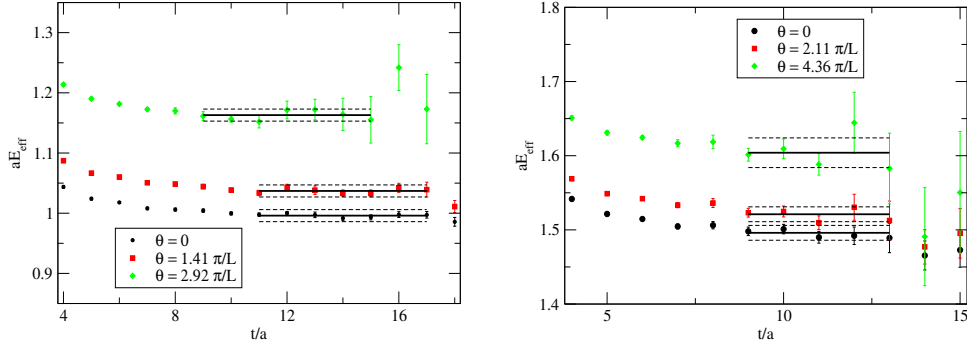 1.3
1.2
1.1
1
0.9
aE_eff
θ = 0
θ = 1.41 π/L
θ = 2.92 π/L
4 8 12 16
t/a
1.8
1.7
1.6
1.5
1.4
aE_eff
θ = 0
θ = 2.11 π/L
θ = 4.36 π/L
5 10 15
t/a